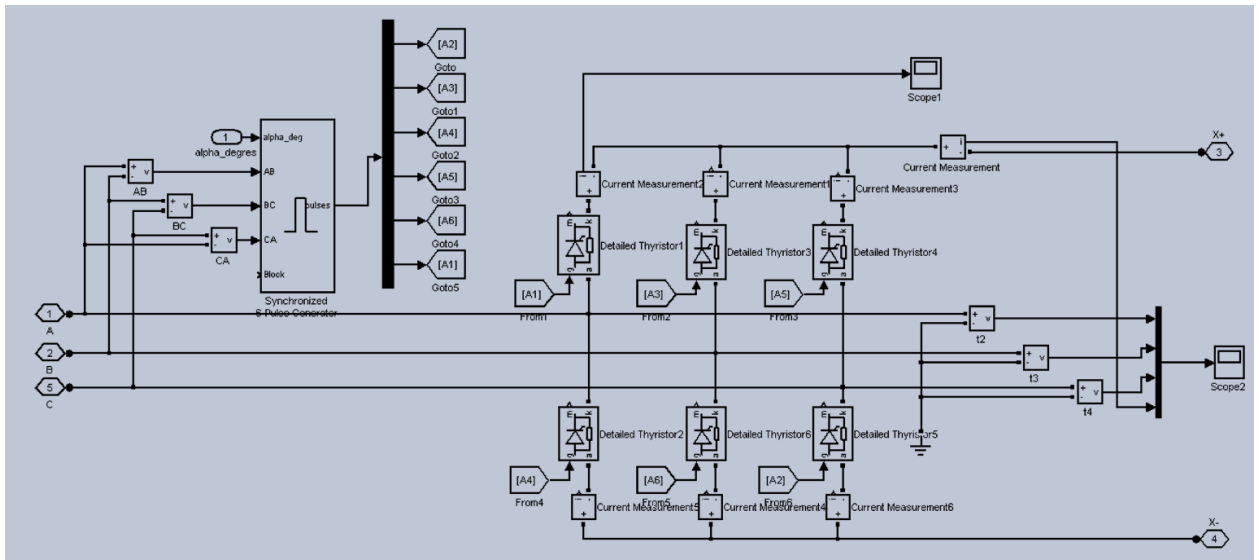 [A2]
Goto
[A3]
Goto1
[A4]
Goto2
[A5]
Goto3
[A6]
Goto4
[A1]
Goto5
1
alpha_degres
alpha_deg
AB
BC
CA
Block
pulses
Synchronized
6-Pulse Generator
+
-
v
AB
+
-
v
BC
+
-
v
CA
1
A
2
B
5
C
Scope1
X+
3
+
i
-
Current Measurement
i
-
+
Current Measurement2
i
-
+
Current Measurement1
i
-
+
Current Measurement3
m
k
g
a
Detailed Thyristor1
m
k
g
a
Detailed Thyristor3
m
k
g
a
Detailed Thyristor4
[A1]
From1
[A3]
From2
[A5]
From3
+
-
v
t2
+
-
v
t3
+
-
v
t4
Scope2
m
k
g
a
Detailed Thyristor2
m
k
g
a
Detailed Thyristor6
m
k
g
a
Detailed Thyristor5
[A4]
From4
[A6]
From5
[A2]
From6
i
-
+
Current Measurement5
i
-
+
Current Measurement4
i
-
+
Current Measurement6
X-
4